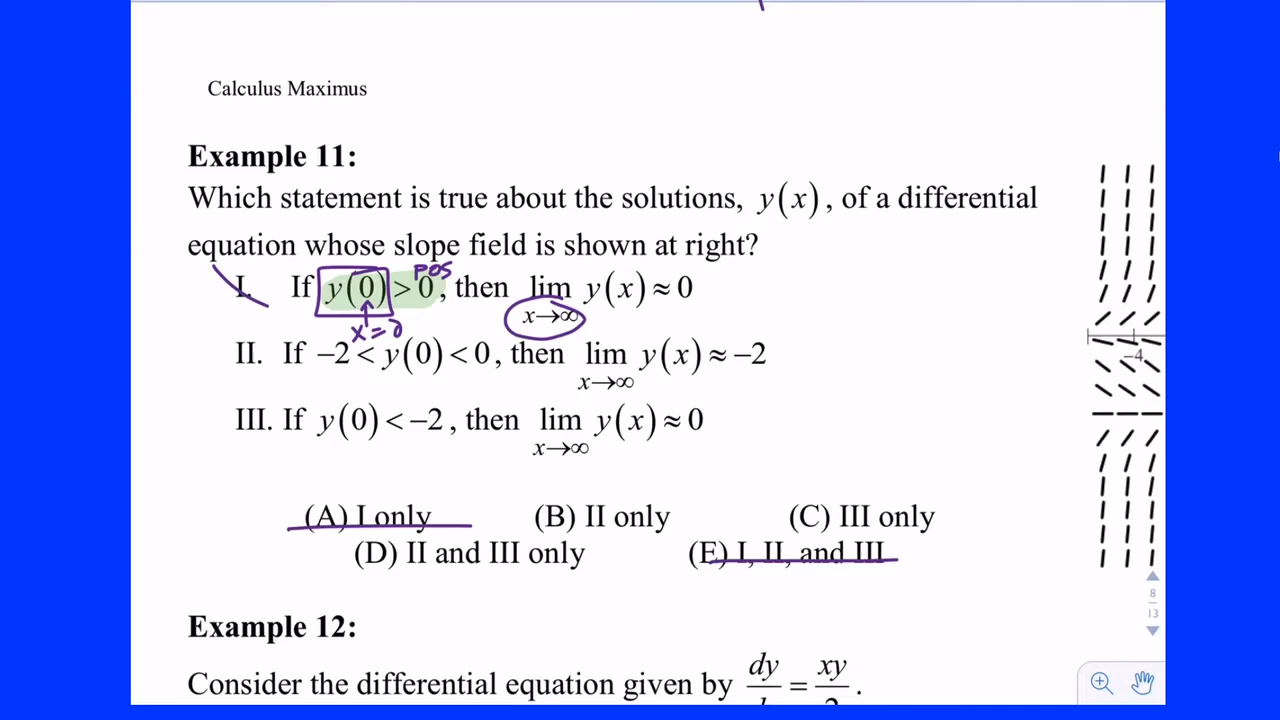 Calculus Maximus
Example 11:
Which statement is true about the solutions, y(x), of a differential
equation whose slope field is shown at right?
pos
I. If y(0) > 0, then lim y(x) ≈ 0
x→∞
x=0
II. If −2 < y(0) < 0, then lim y(x) ≈ −2
x→∞
−4
III. If y(0) < −2, then lim y(x) ≈ 0
x→∞
(A) I only (B) II only (C) III only
(D) II and III only (E) I, II, and III
8
13
Example 12:
Consider the differential equation given by dy = xy .